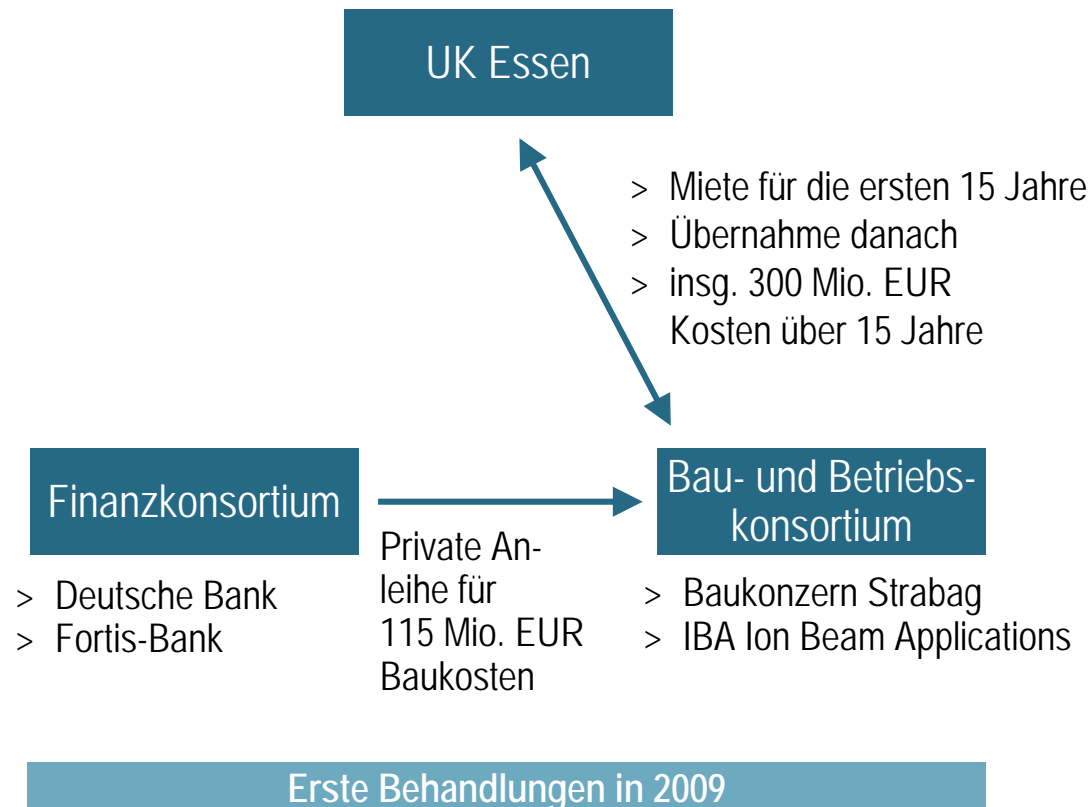 UK Essen
> Miete für die ersten 15 Jahre
> Übernahme danach
> insg. 300 Mio. EUR
Kosten über 15 Jahre
Finanzkonsortium
> Deutsche Bank
> Fortis-Bank
Private An-
leihe für
115 Mio. EUR
Baukosten
Bau- und Betriebs-
konsortium
> Baukonzern Strabag
> IBA Ion Beam Applications
Erste Behandlungen in 2009